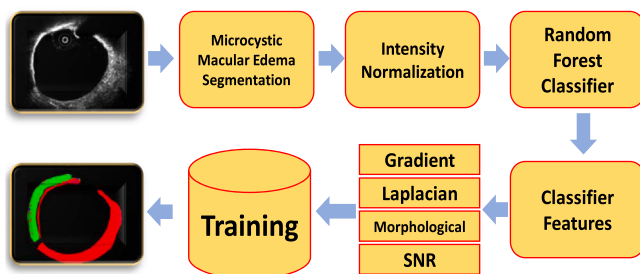 Microcystic
Macular Edema
Segmentation
Intensity
Normalization
Random
Forest
Classifier
Classifier
Features
Gradient
Laplacian
Morphological
SNR
Training